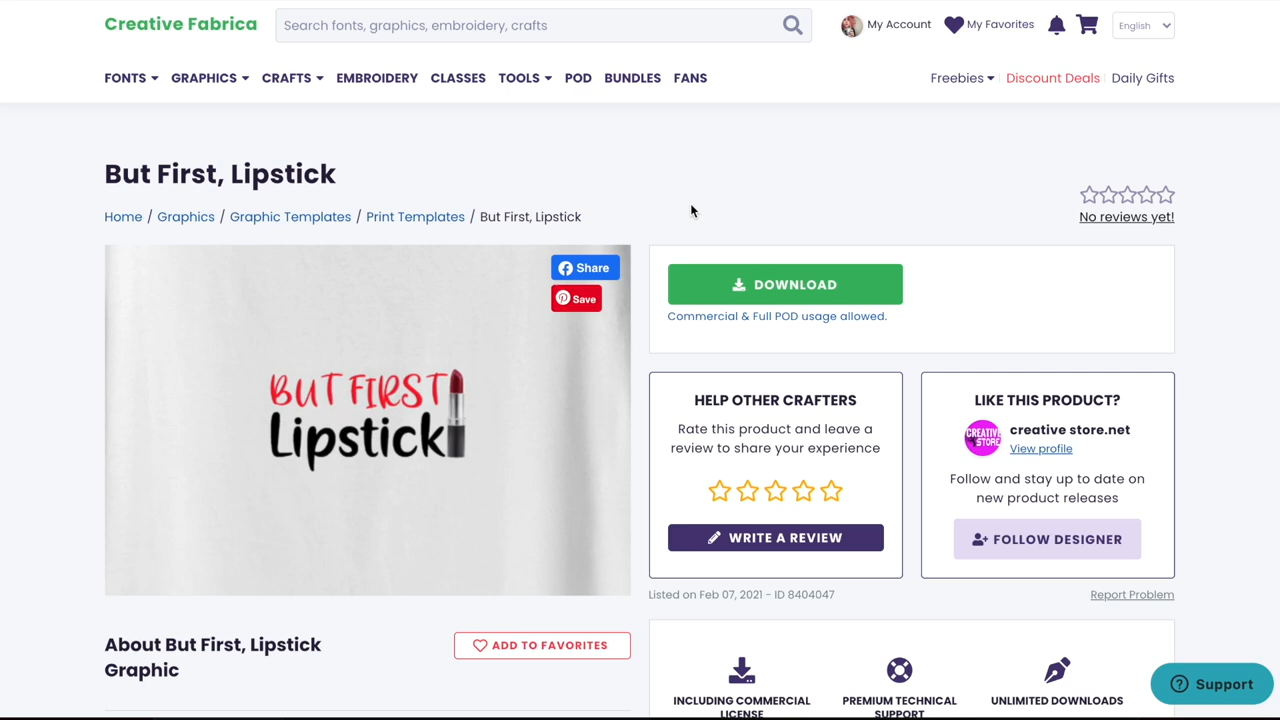 Creative Fabrica
Search fonts, graphics, embroidery, crafts
My Account
My Favorites
English
FONTS
GRAPHICS
CRAFTS
EMBROIDERY
CLASSES
TOOLS
POD
BUNDLES
FANS
Freebies
Discount Deals
Daily Gifts
But First, Lipstick
Home / Graphics / Graphic Templates / Print Templates / But First, Lipstick
No reviews yet!
Share
Save
BUT FIRST
Lipstick
DOWNLOAD
Commercial & Full POD usage allowed.
HELP OTHER CRAFTERS
Rate this product and leave a
review to share your experience
WRITE A REVIEW
LIKE THIS PRODUCT?
CREATIVE
STORE
creative store.net
View profile
Follow and stay up to date on
new product releases
FOLLOW DESIGNER
Listed on Feb 07, 2021 - ID 8404047
Report Problem
About But First, Lipstick
Graphic
ADD TO FAVORITES
INCLUDING COMMERCIAL
LICENSE
PREMIUM TECHNICAL
SUPPORT
UNLIMITED DOWNLOADS
Support